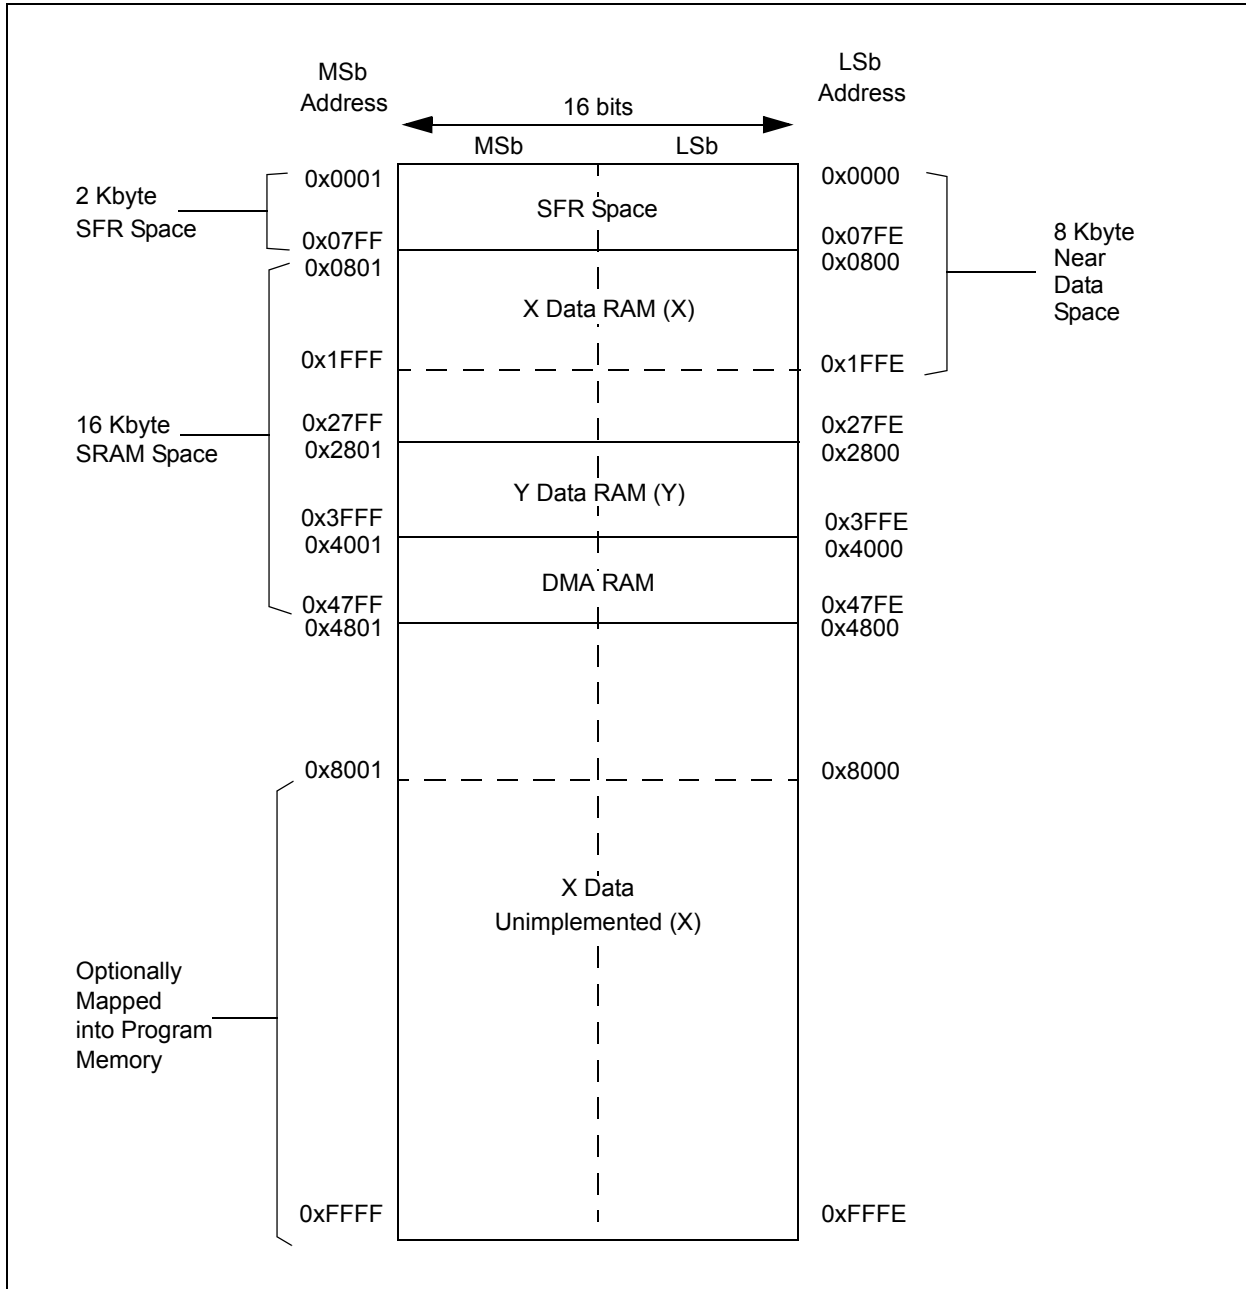 MSb
Address
LSb
Address
16 bits
MSb
LSb
2 Kbyte
SFR Space
0x0001
SFR Space
0x0000
0x07FF
0x07FE
0x0801
0x0800
8 Kbyte
Near
Data
Space
X Data RAM (X)
0x1FFF
0x1FFE
16 Kbyte
SRAM Space
0x27FF
0x27FE
0x2801
0x2800
Y Data RAM (Y)
0x3FFF
0x3FFE
0x4001
0x4000
DMA RAM
0x47FF
0x47FE
0x4801
0x4800
0x8001
0x8000
X Data
Unimplemented (X)
Optionally
Mapped
into Program
Memory
0xFFFF
0xFFFE